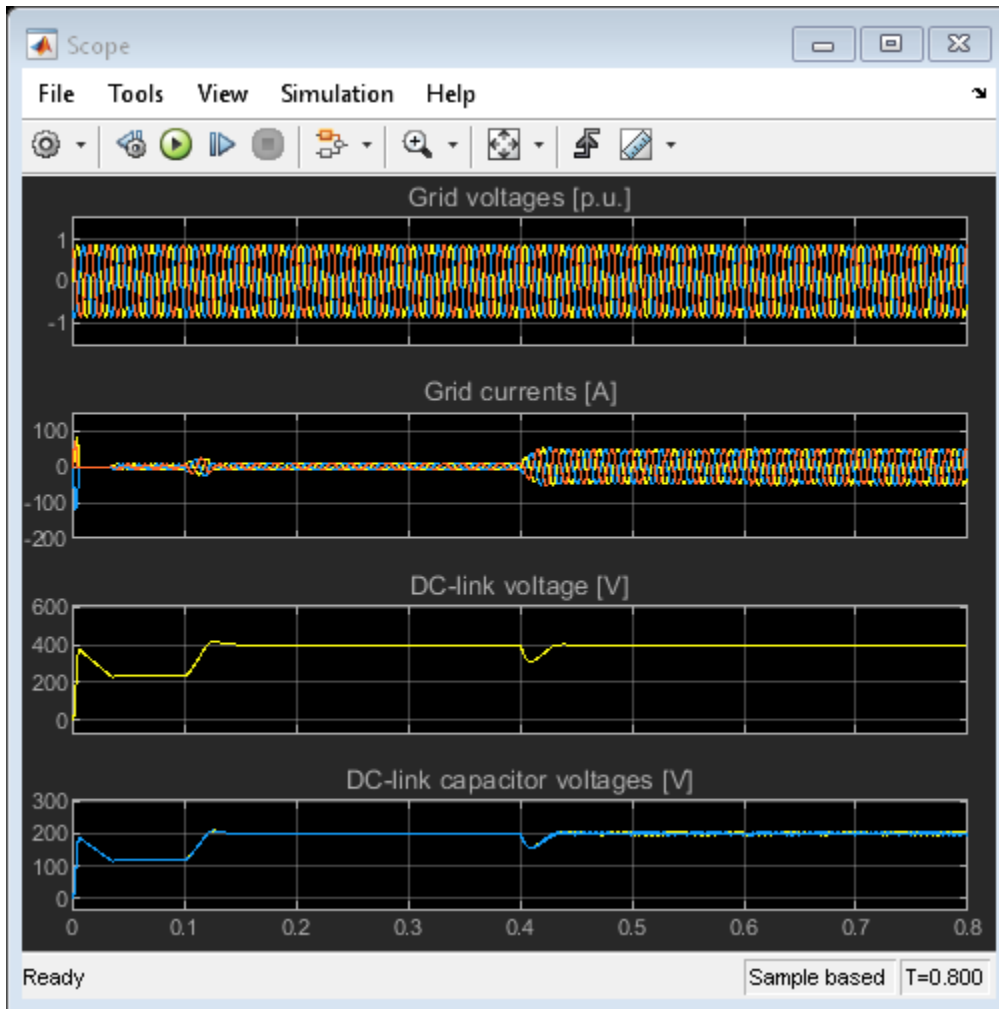 Scope
File Tools View Simulation Help
Grid voltages [p.u.]
1
0
-1
Grid currents [A]
100
0
-100
-200
DC-link voltage [V]
600
400
200
0
DC-link capacitor voltages [V]
300
200
100
0
0 0.1 0.2 0.3 0.4 0.5 0.6 0.7 0.8
Ready Sample based T=0.800